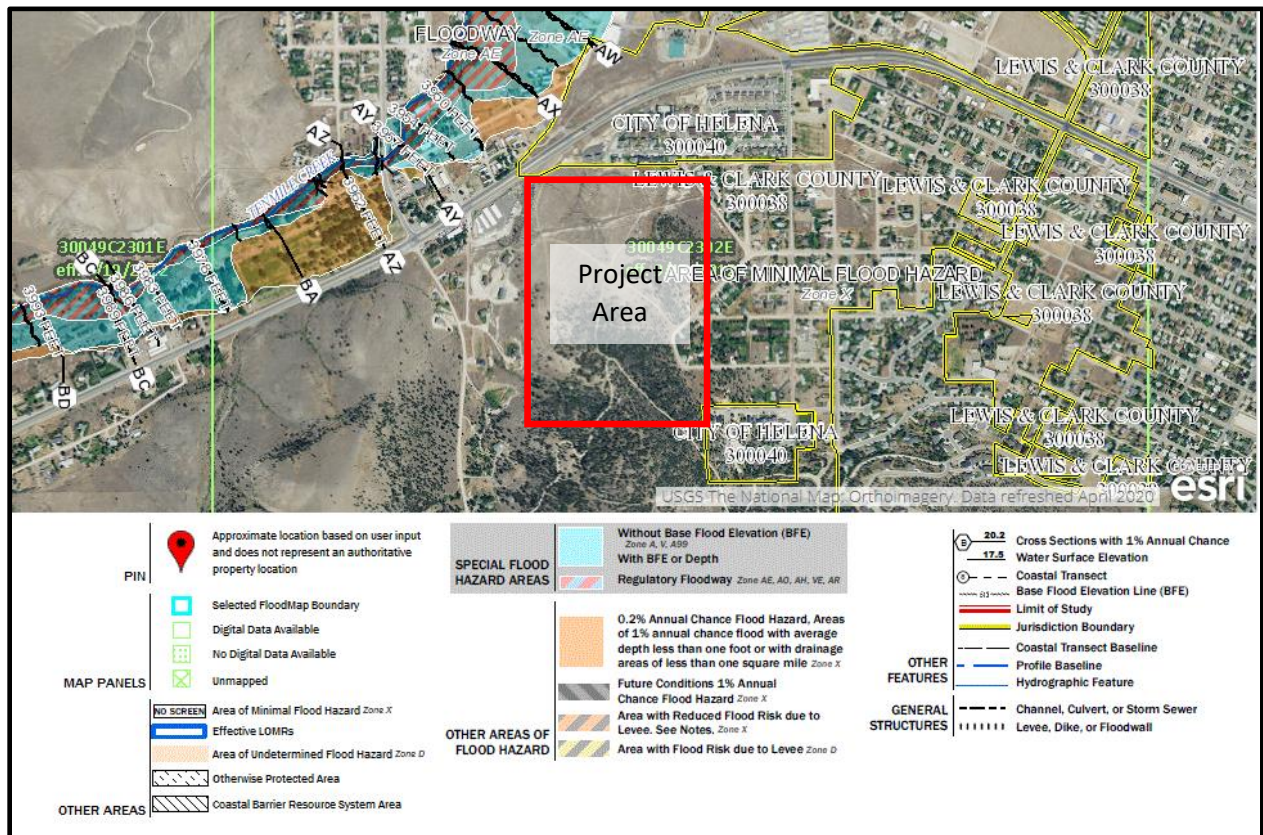 FLOODWAY Zone AE
Zone AE
AW
AX
AY
AZ
3950 FEET
TENMILE CREEK
LEWIS & CLARK COUNTY
300038
CITY OF HELENA
300040
LEWIS & CLARK COUNTY
300038
LEWIS & CLARK COUNTY
300038
LEWIS & CLARK COUNTY
300038
LEWIS & CLARK COUNTY
300038
AY
AZ
BA
30049C2301E
BC
3993 FEET
BC
BD
30049C2302E
AREA OF MINIMAL FLOOD HAZARD
Zone X
Project
Area
LEWIS & CLARK COUNTY
300038
LEWIS & CLARK COUNTY
CITY OF HELENA
300040
USGS The National Map: Orthoimagery. Data refreshed April 2020
esri
PIN
Approximate location based on user input
and does not represent an authoritative
property location
MAP PANELS
Selected FloodMap Boundary
Digital Data Available
No Digital Data Available
Unmapped
OTHER AREAS
NO SCREEN Area of Minimal Flood Hazard Zone X
Effective LOMRs
Area of Undetermined Flood Hazard Zone D
Otherwise Protected Area
Coastal Barrier Resource System Area
SPECIAL FLOOD
HAZARD AREAS
Without Base Flood Elevation (BFE)
Zone A, V, A99
With BFE or Depth
Regulatory Floodway Zone AE, AO, AH, VE, AR
OTHER AREAS OF
FLOOD HAZARD
0.2% Annual Chance Flood Hazard, Areas
of 1% annual chance flood with average
depth less than one foot or with drainage
areas of less than one square mile Zone X
Future Conditions 1% Annual
Chance Flood Hazard Zone X
Area with Reduced Flood Risk due to
Levee. See Notes. Zone X
Area with Flood Risk due to Levee Zone D
OTHER
FEATURES
B 20.2 Cross Sections with 1% Annual Chance
17.5 Water Surface Elevation
8 Coastal Transect
513 Base Flood Elevation Line (BFE)
Limit of Study
Jurisdiction Boundary
Coastal Transect Baseline
Profile Baseline
Hydrographic Feature
GENERAL
STRUCTURES
Channel, Culvert, or Storm Sewer
Levee, Dike, or Floodwall